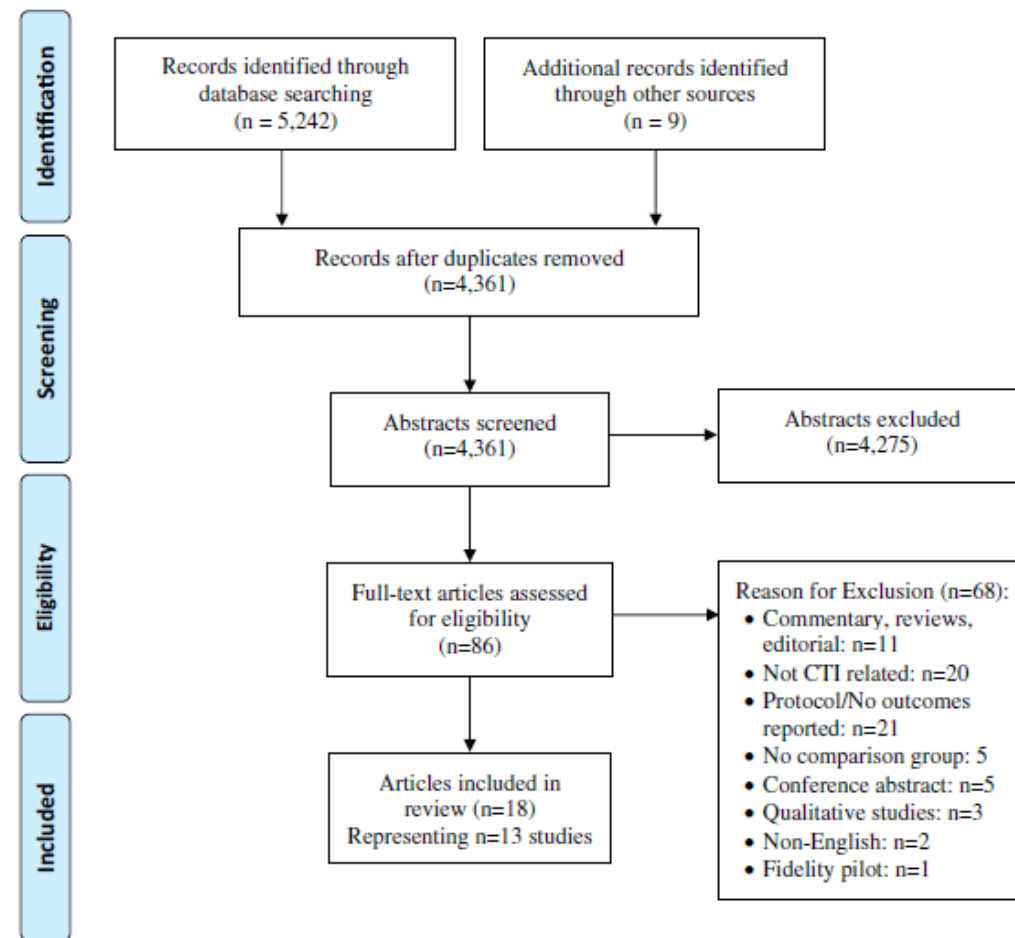 Identification
Records identified through
database searching
(n = 5,242)
Additional records identified
through other sources
(n = 9)
Screening
Records after duplicates removed
(n=4,361)
Abstracts screened
(n=4,361)
Abstracts excluded
(n=4,275)
Eligibility
Full-text articles assessed
for eligibility
(n=86)
Reason for Exclusion (n=68):
• Commentary, reviews,
editorial: n=11
• Not CTI related: n=20
• Protocol/No outcomes
reported: n=21
• No comparison group: 5
• Conference abstract: n=5
• Qualitative studies: n=3
• Non-English: n=2
• Fidelity pilot: n=1
Included
Articles included in
review (n=18)
Representing n=13 studies